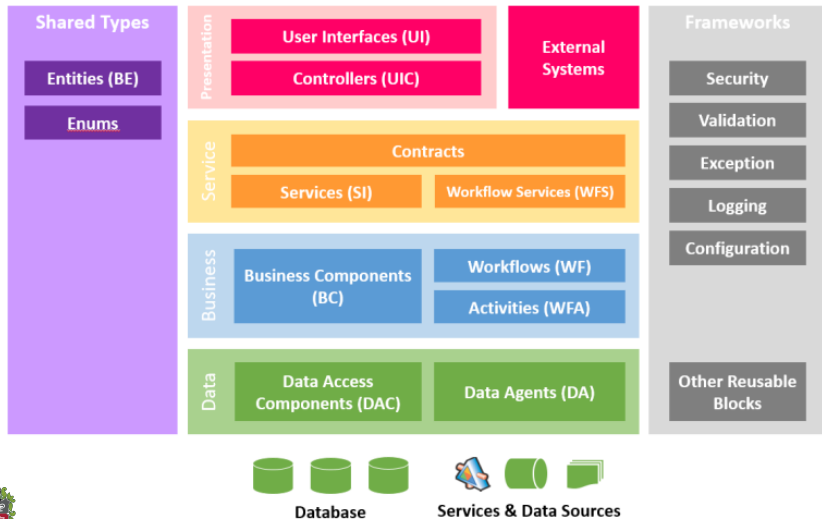 Shared Types
Entities (BE)
Enums
Presentation
User Interfaces (UI)
Controllers (UIC)
External
Systems
Service
Contracts
Services (SI)
Workflow Services (WFS)
Business
Business Components
(BC)
Workflows (WF)
Activities (WFA)
Data
Data Access
Components (DAC)
Data Agents (DA)
Frameworks
Security
Validation
Exception
Logging
Configuration
Other Reusable
Blocks
Database
Services & Data Sources